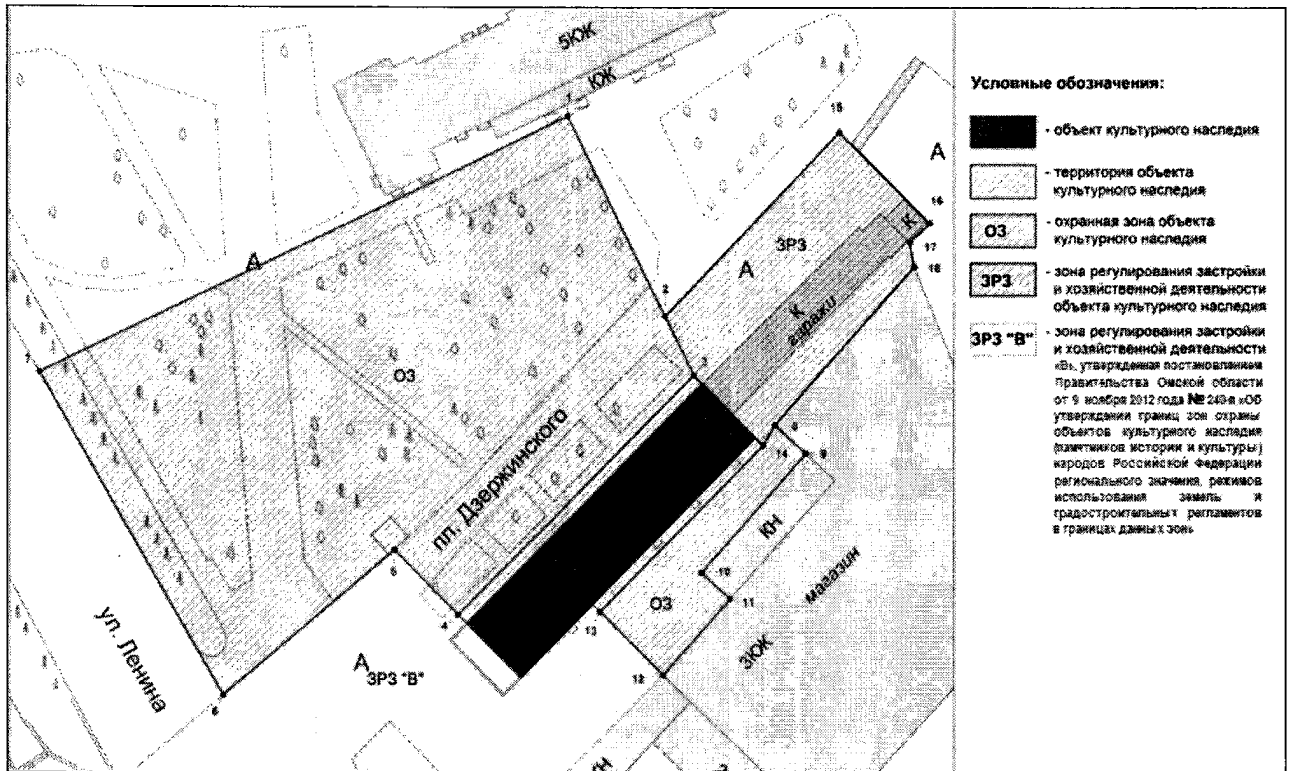 5КЖ
КЖ
1
15
А
16
К
17
18
ЗРЗ
А
А
2
К
гаражи
7
3
ОЗ
пл. Дзержинского
8
14
9
5
КН
10
магазин
4
ОЗ
11
13
ул. Ленина
ЗКЖ
А
ЗРЗ "В"
12
6
КН
Условные обозначения:
- объект культурного наследия
- территория объекта
культурного наследия
ОЗ
- охранная зона объекта
культурного наследия
ЗРЗ
- зона регулирования застройки
и хозяйственной деятельности
объекта культурного наследия
ЗРЗ "В"
- зона регулирования застройки
и хозяйственной деятельности
«В», утвержденная постановлением
Правительства Омской области
от 9 ноября 2012 года № 249-п «Об
утверждении границ зон охраны
объектов культурного наследия
(памятников истории и культуры)
народов Российской Федерации
регионального значения, режимов
использования земель и
градостроительных регламентов
в границах данных зон»